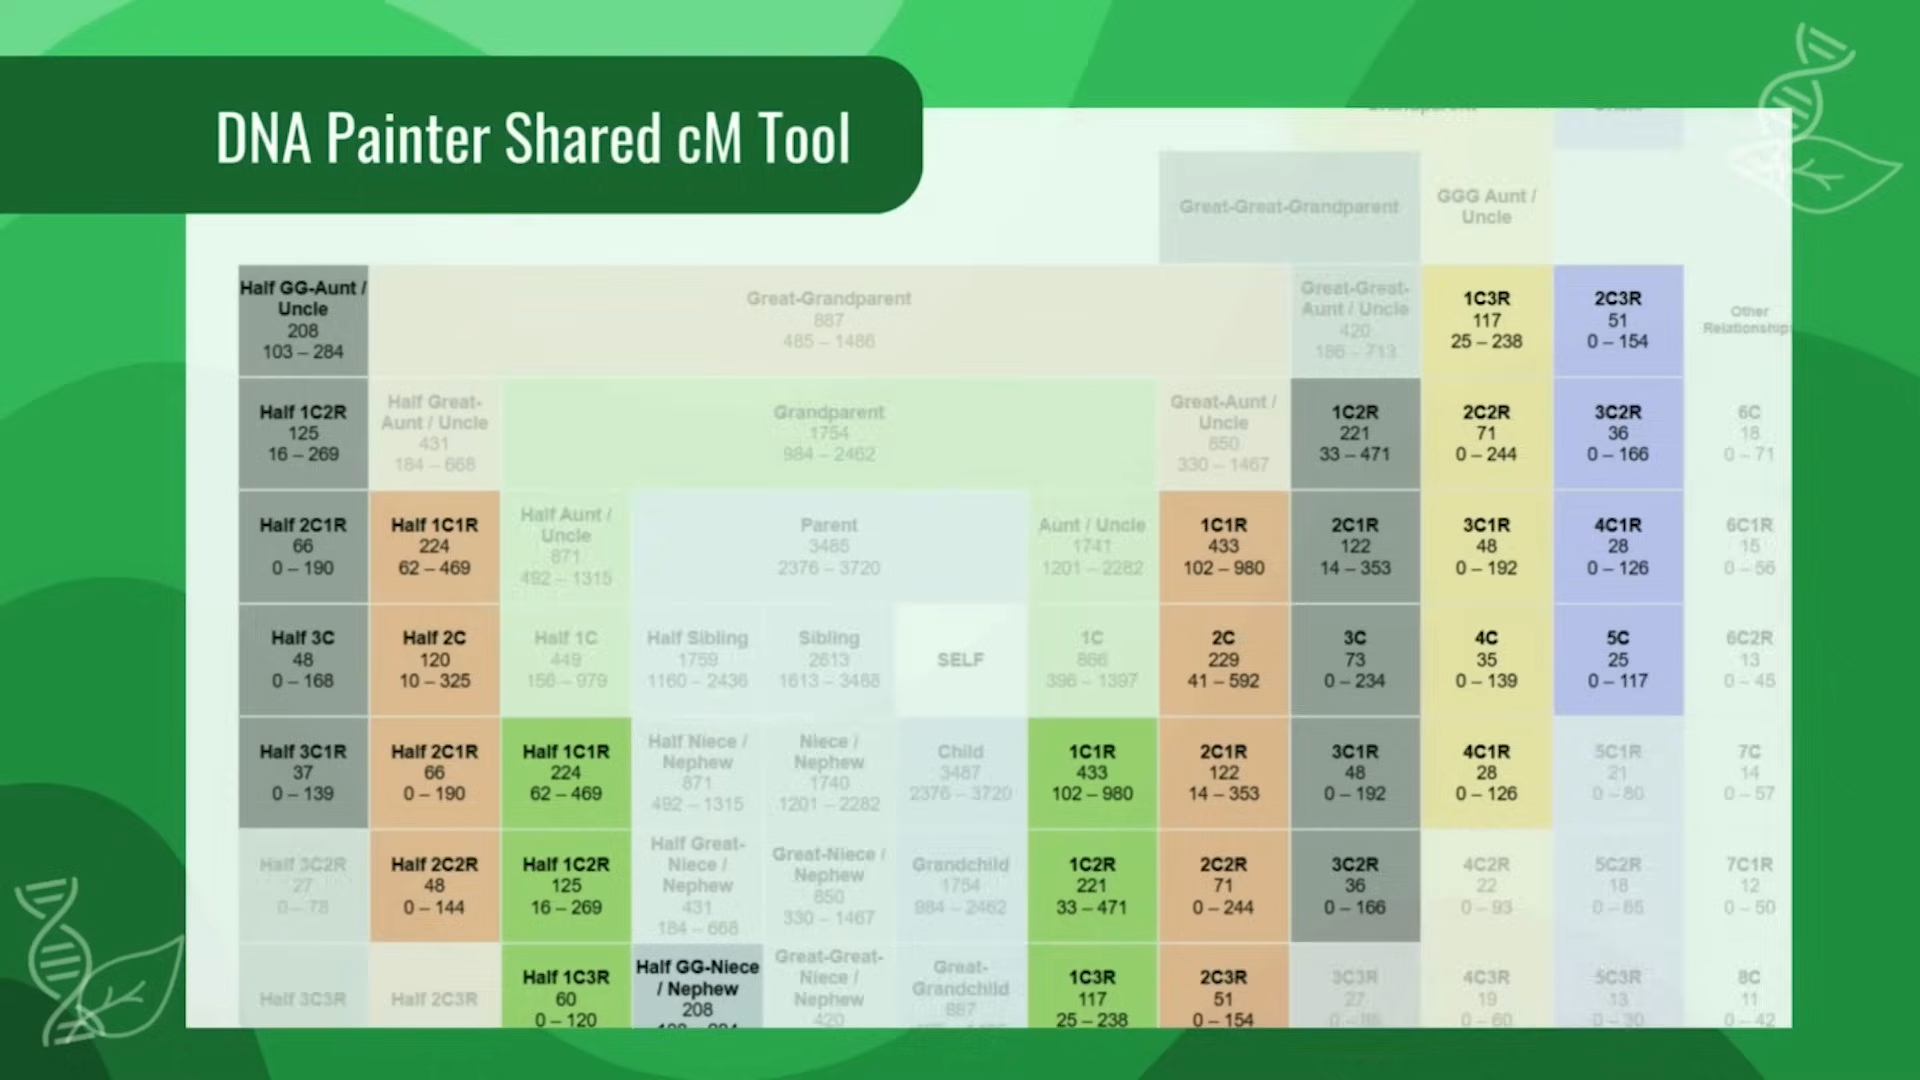 DNA Painter Shared cM Tool
Great-Great-Grandparent
GGG Aunt /
Uncle
Half GG-Aunt /
Uncle
208
103 – 284
Great-Grandparent
887
485 – 1486
Great-Great-
Aunt / Uncle
420
186 – 713
1C3R
117
25 – 238
2C3R
51
0 – 154
Other
Relationship
Half 1C2R
125
16 – 269
Half Great-
Aunt / Uncle
431
184 – 668
Grandparent
1754
984 – 2462
Great-Aunt /
Uncle
850
330 – 1467
1C2R
221
33 – 471
2C2R
71
0 – 244
3C2R
36
0 – 166
6C
18
0 – 71
Half 2C1R
66
0 – 190
Half 1C1R
224
62 – 469
Half Aunt /
Uncle
871
492 – 1315
Parent
3485
2376 – 3720
Aunt / Uncle
1741
1201 – 2282
1C1R
433
102 – 980
2C1R
122
14 – 353
3C1R
48
0 – 192
4C1R
28
0 – 126
6C1R
15
0 – 56
Half 3C
48
0 – 168
Half 2C
120
10 – 325
Half 1C
449
156 – 979
Half Sibling
1759
1160 – 2436
Sibling
2613
1613 – 3488
SELF
1C
866
396 – 1397
2C
229
41 – 592
3C
73
0 – 234
4C
35
0 – 139
5C
25
0 – 117
6C2R
13
0 – 45
Half 3C1R
37
0 – 139
Half 2C1R
66
0 – 190
Half 1C1R
224
62 – 469
Half Niece /
Nephew
871
492 – 1315
Niece /
Nephew
1740
1201 – 2282
Child
3487
2376 – 3720
1C1R
433
102 – 980
2C1R
122
14 – 353
3C1R
48
0 – 192
4C1R
28
0 – 126
5C1R
21
0 – 80
7C
14
0 – 57
Half 3C2R
27
0 – 78
Half 2C2R
48
0 – 144
Half 1C2R
125
16 – 269
Half Great-
Niece /
Nephew
431
184 – 668
Great-Niece /
Nephew
850
330 – 1467
Grandchild
1754
984 – 2462
1C2R
221
33 – 471
2C2R
71
0 – 244
3C2R
36
0 – 166
4C2R
22
0 – 93
5C2R
18
0 – 65
7C1R
12
0 – 50
Half 3C3R
Half 2C3R
Half 1C3R
60
0 – 120
Half GG-Niece
/ Nephew
208
Great-Great-
Niece /
Nephew
420
Great-
Grandchild
887
1C3R
117
25 – 238
2C3R
51
0 – 154
3C3R
27
4C3R
19
0 – 60
5C3R
13
0 – 30
8C
11
0 – 42